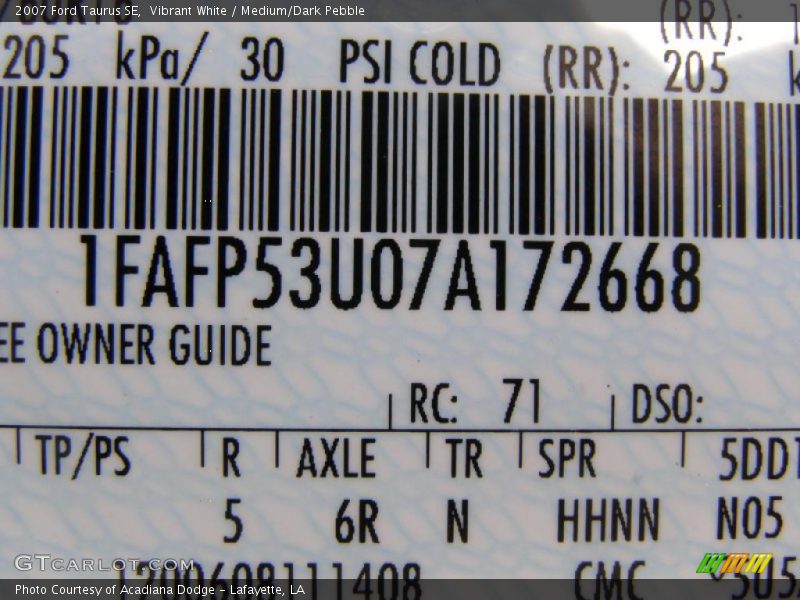 2007 Ford Taurus SE, Vibrant White / Medium/Dark Pebble
(RR):
205 kPa/ 30 PSI COLD (RR): 205
1FAFP53U07A172668
EE OWNER GUIDE
RC: 71 DSO:
TP/PS R AXLE TR SPR 5DD1
5 6R N HHNN N05
GTCARLOT.COM 1200608111408 CMC
Photo Courtesy of Acadiana Dodge - Lafayette, LA